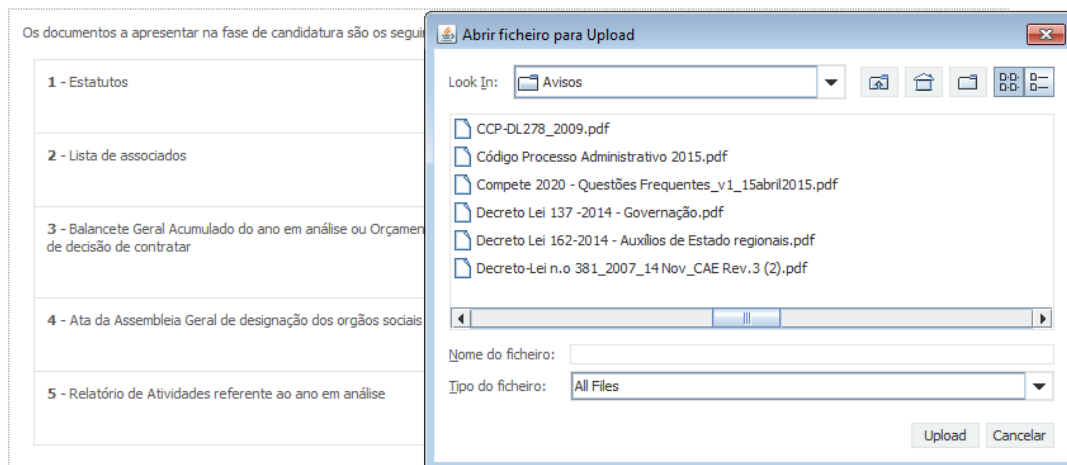 Os documentos a apresentar na fase de candidatura são os
1 - Estatutos
2 - Lista de associados
3 - Balancete Geral Acumulado do ano em análise ou
de decisão de contratar
4 - Ata da Assembleia Geral de designação dos orgãos sociais
5 - Relatório de Atividades referente ao ano em análise
Abrir ficheiro para Upload
Look In:
Avisos
CCP-DL278_2009.pdf
Código Processo Administrativo 2015.pdf
Compete 2020 - Questões Frequentes_v1_15abril2015.pdf
Decreto Lei 137 -2014 - Governação.pdf
Decreto Lei 162-2014 - Auxílios de Estado regionais.pdf
Decreto-Lei n.o 381_2007_14 Nov_CAE Rev.3 (2).pdf
Nome do ficheiro:
Tipo do ficheiro:
All Files
Upload
Cancelar